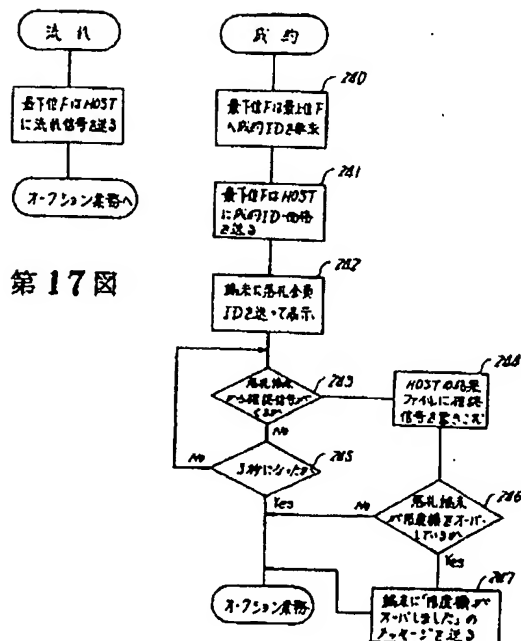 流れ
最下位FはHOST
に流れ信号を送る
オークション業務へ
第17図
成約
240
最下位Fは最上位F
へ成約IDを要求
241
最下位FはHOST
に成約ID・価格
を送る
242
端末に落札会員
IDを送って表示
243
落札端末
から確認信号が
くるか
No
244
HOSTの結果
ファイルに確認
信号を書きこむ
245
3秒になったか
No
Yes
246
落札端末
が限度額をオーバー
しているか
No
Yes
247
端末に「限度額が
オーバしました」の
メッセージを送る
オークション業務へ